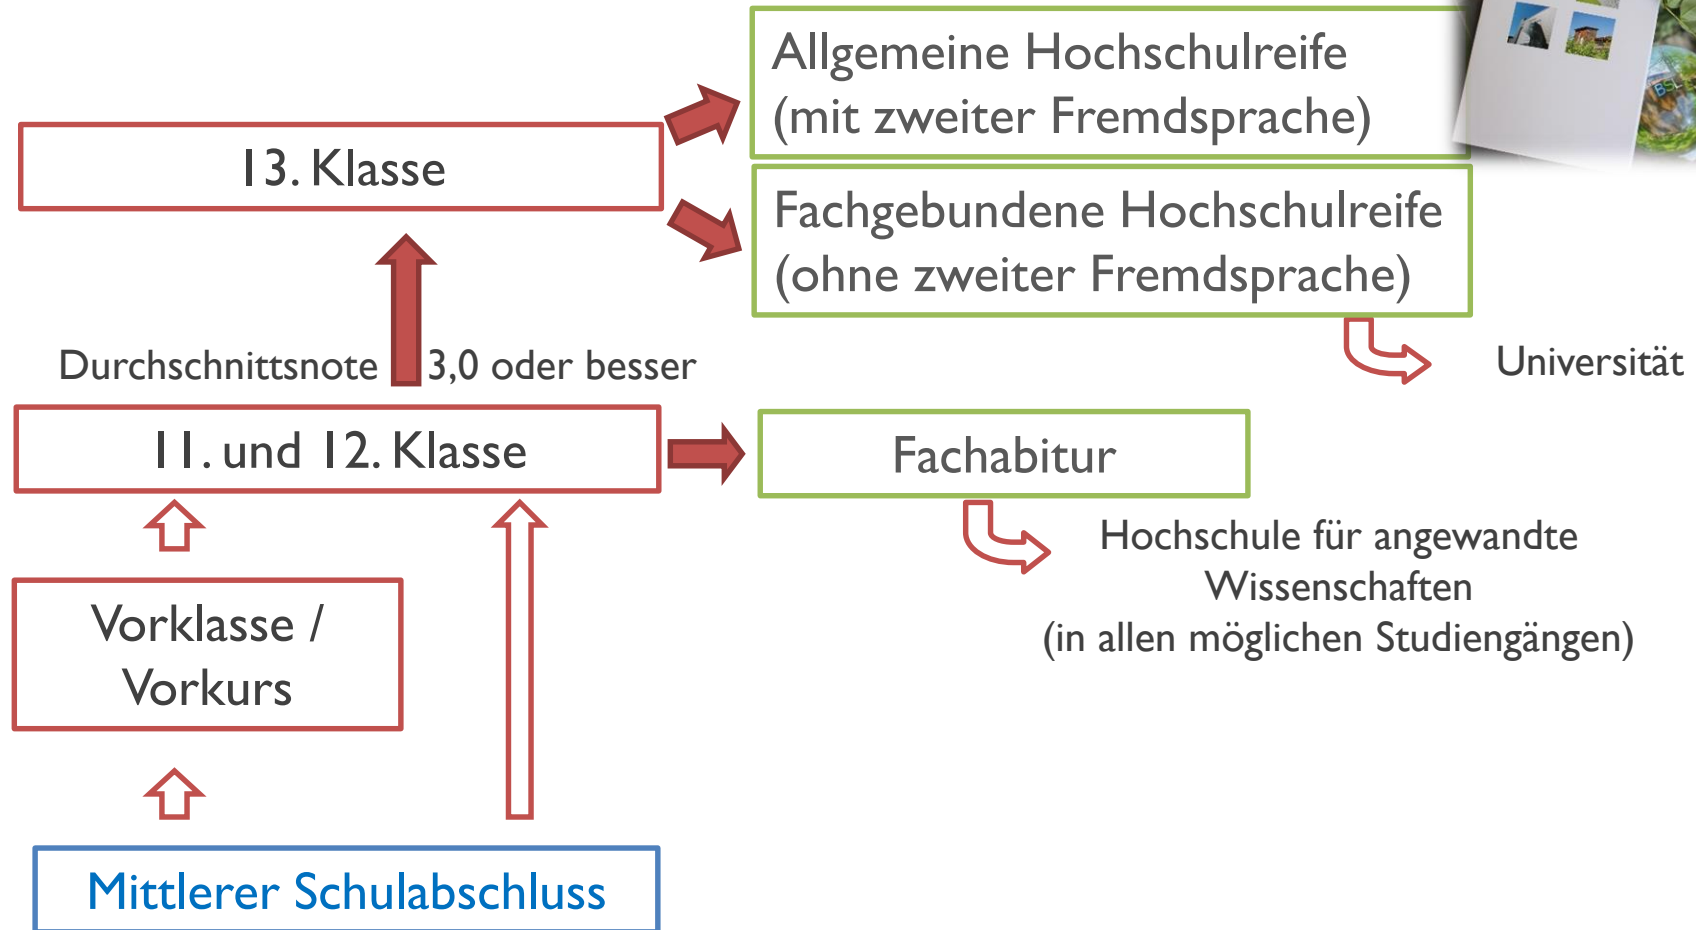 Allgemeine Hochschulreife
(mit zweiter Fremdsprache)
13. Klasse
Fachgebundene Hochschulreife
(ohne zweiter Fremdsprache)
Durchschnittsnote 3,0 oder besser
Universität
11. und 12. Klasse
Fachabitur
Hochschule für angewandte
Wissenschaften
(in allen möglichen Studiengängen)
Vorklasse /
Vorkurs
Mittlerer Schulabschluss